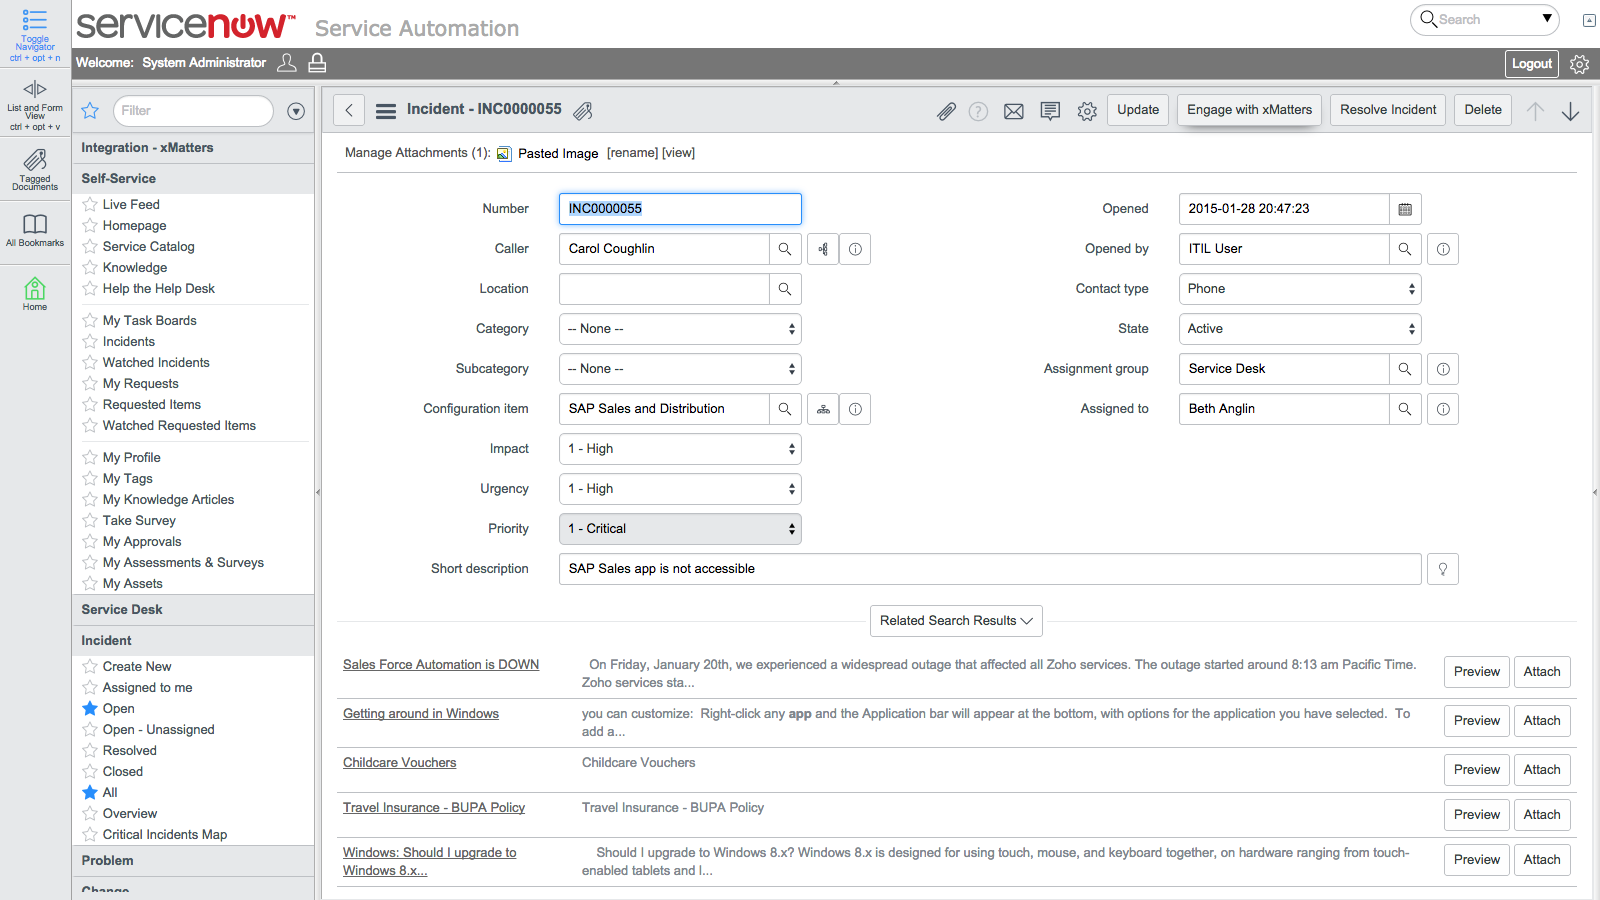 Toggle
Navigator
ctrl + opt + n
List and Form
View
ctrl + opt + v
Tagged
Documents
All Bookmarks
Home
servicenow™ Service Automation
Search
Welcome: System Administrator
Logout
Filter
Integration - xMatters
Self-Service
Live Feed
Homepage
Service Catalog
Knowledge
Help the Help Desk
My Task Boards
Incidents
Watched Incidents
My Requests
Requested Items
Watched Requested Items
My Profile
My Tags
My Knowledge Articles
Take Survey
My Approvals
My Assessments & Surveys
My Assets
Service Desk
Incident
Create New
Assigned to me
Open
Open - Unassigned
Resolved
Closed
All
Overview
Critical Incidents Map
Problem
Change
Incident - INC0000055
Update
Engage with xMatters
Resolve Incident
Delete
Manage Attachments (1): Pasted Image [rename] [view]
Number INC0000055
Caller Carol Coughlin
Location
Category -- None --
Subcategory -- None --
Configuration item SAP Sales and Distribution
Impact 1 - High
Urgency 1 - High
Priority 1 - Critical
Opened 2015-01-28 20:47:23
Opened by ITIL User
Contact type Phone
State Active
Assignment group Service Desk
Assigned to Beth Anglin
Short description SAP Sales app is not accessible
Related Search Results
Sales Force Automation is DOWN On Friday, January 20th, we experienced a widespread outage that affected all Zoho services. The outage started around 8:13 am Pacific Time.
Zoho services sta...
Preview Attach
Getting around in Windows you can customize: Right-click any app and the Application bar will appear at the bottom, with options for the application you have selected. To
add a...
Preview Attach
Childcare Vouchers Childcare Vouchers Preview Attach
Travel Insurance - BUPA Policy Travel Insurance - BUPA Policy Preview Attach
Windows: Should I upgrade to Should I upgrade to Windows 8.x? Windows 8.x is designed for using touch, mouse, and keyboard together, on hardware ranging from touch-
Windows 8.x... enabled tablets and l...
Preview Attach